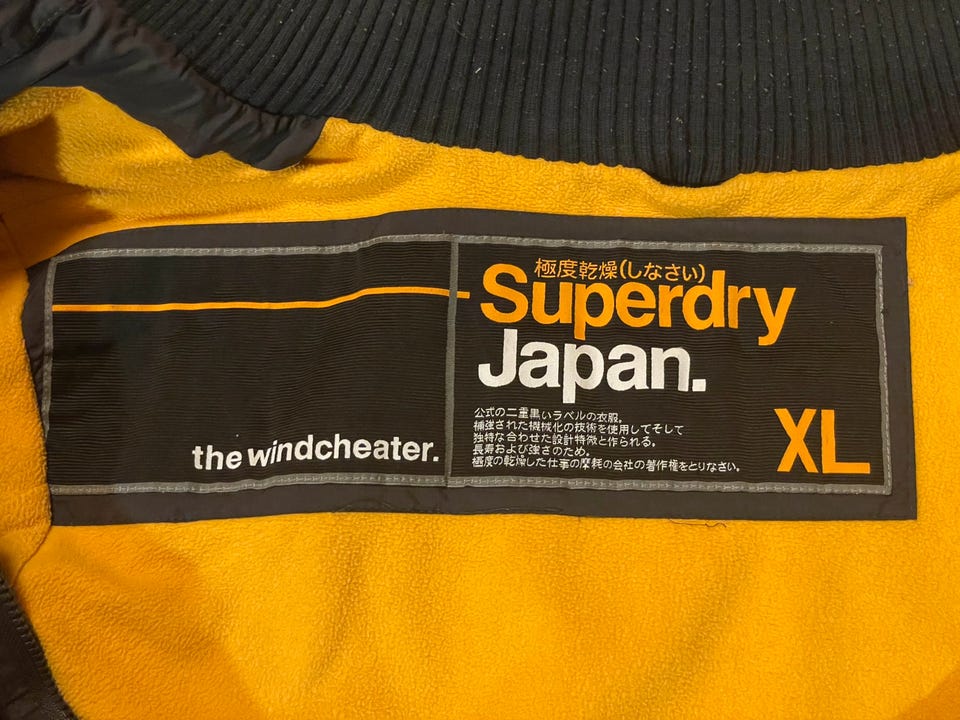 極度乾燥(しなさい)
Superdry
Japan.
公式の二重黒いラベルの衣服。
補強された機械化の技術を使用してそして
独特な合わせた設計特徴と作られる。
長寿および強さのため。
極度の乾燥した仕事の摩耗の会社の著作権をとりなさい。
XL
the windcheater.